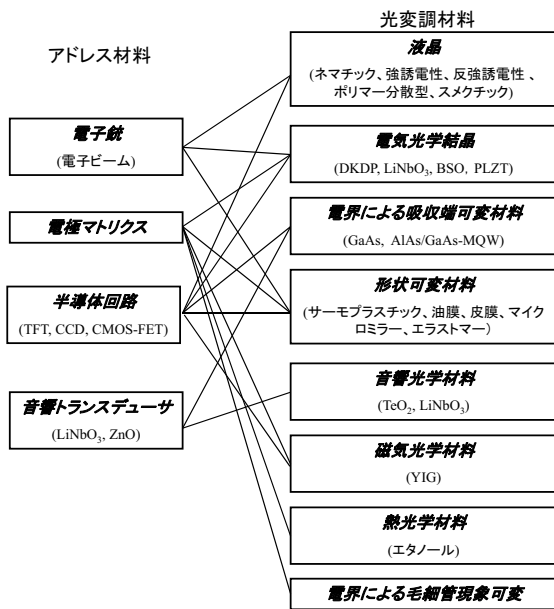 アドレス材料
電子銃
(電子ビーム)
電極マトリクス
半導体回路
(TFT, CCD, CMOS-FET)
音響トランスデューサ
(LiNbO3, ZnO)
光変調材料
液晶
(ネマチック、強誘電性、反強誘電性、
ポリマー分散型、スメクチック)
電気光学結晶
(DKDP, LiNbO3, BSO, PLZT)
電界による吸収端可変材料
(GaAs, AlAs/GaAs-MQW)
形状可変材料
(サーモプラスチック、油膜、皮膜、マイク
ロミラー、エラストマー)
音響光学材料
(TeO2, LiNbO3)
磁気光学材料
(YIG)
熱光学材料
(エタノール)
電界による毛細管現象可変